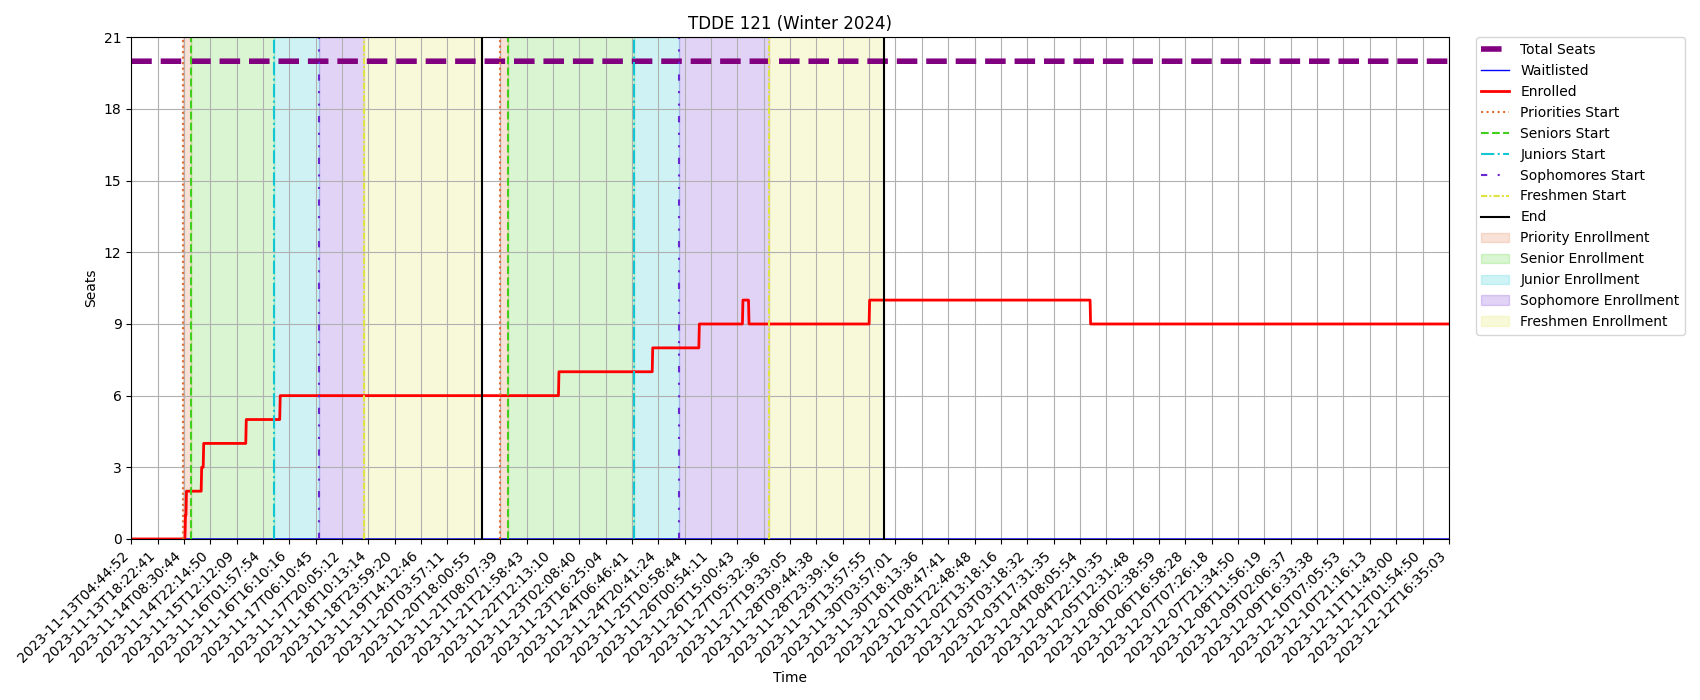 TDDE 121 (Winter 2024)
21
18
15
12
9
6
3
0
Seats
2023-11-13T04:44:52
2023-11-13T18:22:41
2023-11-14T08:30:44
2023-11-14T22:14:50
2023-11-15T12:12:09
2023-11-16T01:57:54
2023-11-16T16:10:16
2023-11-17T06:10:45
2023-11-17T20:05:12
2023-11-18T10:13:14
2023-11-18T23:59:20
2023-11-19T14:12:46
2023-11-20T03:57:11
2023-11-20T18:00:55
2023-11-21T08:07:39
2023-11-21T21:58:43
2023-11-22T12:13:10
2023-11-23T02:08:40
2023-11-23T16:25:04
2023-11-24T06:46:41
2023-11-24T20:41:24
2023-11-25T10:58:44
2023-11-26T00:54:11
2023-11-26T15:00:43
2023-11-27T05:32:36
2023-11-27T19:33:05
2023-11-28T09:44:38
2023-11-28T23:39:16
2023-11-29T13:57:55
2023-11-30T03:57:01
2023-11-30T18:13:36
2023-12-01T08:47:41
2023-12-01T22:48:48
2023-12-02T13:18:16
2023-12-03T03:18:32
2023-12-03T17:31:35
2023-12-04T08:05:54
2023-12-04T22:10:35
2023-12-05T12:31:48
2023-12-06T02:38:59
2023-12-06T16:58:28
2023-12-07T07:26:18
2023-12-07T21:34:50
2023-12-08T11:56:19
2023-12-09T02:06:37
2023-12-09T16:33:38
2023-12-10T07:05:53
2023-12-10T21:16:13
2023-12-11T11:43:00
2023-12-12T01:54:50
2023-12-12T16:35:03
Time
Total Seats
Waitlisted
Enrolled
Priorities Start
Seniors Start
Juniors Start
Sophomores Start
Freshmen Start
End
Priority Enrollment
Senior Enrollment
Junior Enrollment
Sophomore Enrollment
Freshmen Enrollment